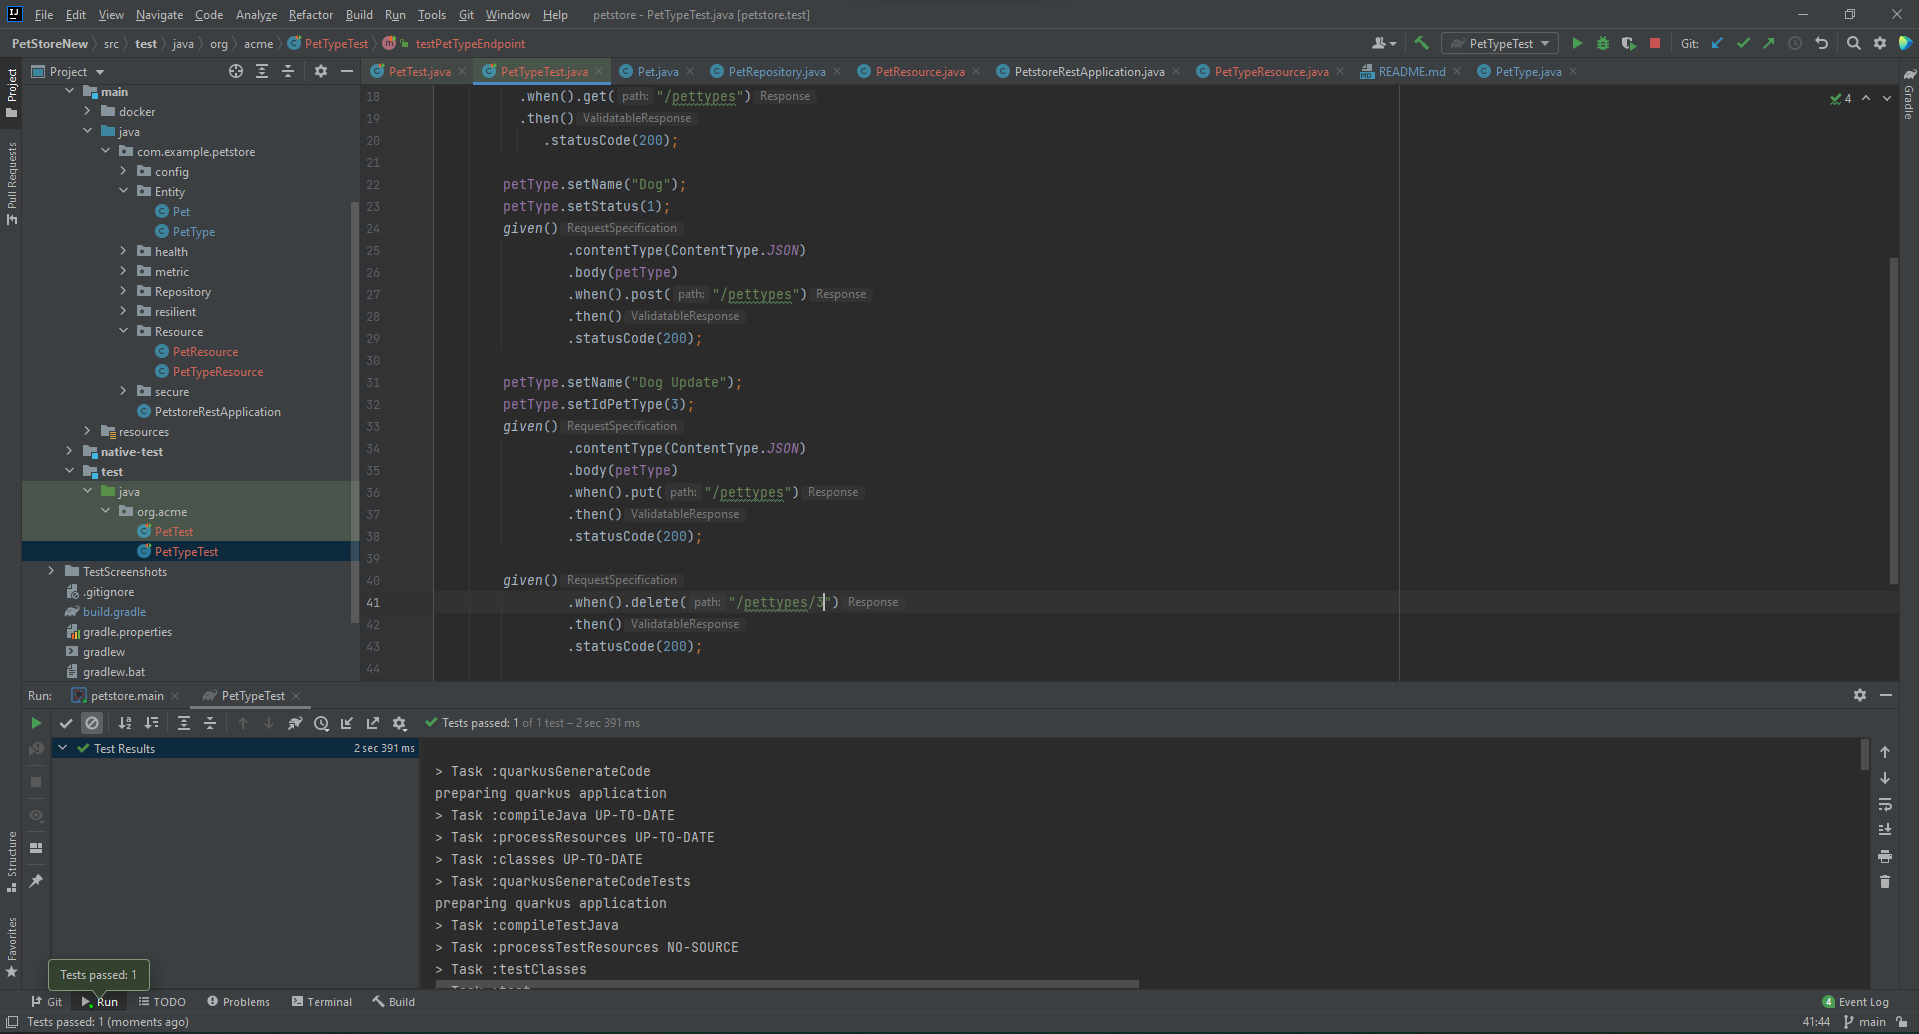 File Edit View Navigate Code Analyze Refactor Build Run Tools Git Window Help petstore - PetTypeTest.java [petstore.test]
PetStoreNew src test java org acme PetTypeTest testPetTypeEndpoint PetTypeTest Git:
Project PetTest.java PetTypeTest.java Pet.java PetRepository.java PetResource.java PetstoreRestApplication.java PetTypeResource.java README.md PetType.java
Project
Pull Requests
Structure
Favorites
Gradle
main
docker
java
com.example.petstore
config
Entity
Pet
PetType
health
metric
Repository
resilient
Resource
PetResource
PetTypeResource
secure
PetstoreRestApplication
resources
native-test
test
java
org.acme
PetTest
PetTypeTest
TestScreenshots
.gitignore
build.gradle
gradle.properties
gradlew
gradlew.bat
4
18 .when().get( path: "/pettypes") Response
19 .then() ValidatableResponse
20 .statusCode(200);
21
22 petType.setName("Dog");
23 petType.setStatus(1);
24 given() RequestSpecification
25 .contentType(ContentType.JSON)
26 .body(petType)
27 .when().post( path: "/pettypes") Response
28 .then() ValidatableResponse
29 .statusCode(200);
30
31 petType.setName("Dog Update");
32 petType.setIdPetType(3);
33 given() RequestSpecification
34 .contentType(ContentType.JSON)
35 .body(petType)
36 .when().put( path: "/pettypes") Response
37 .then() ValidatableResponse
38 .statusCode(200);
39
40 given() RequestSpecification
41 .when().delete( path: "/pettypes/3") Response
42 .then() ValidatableResponse
43 .statusCode(200);
44
Run: petstore.main PetTypeTest
Tests passed: 1 of 1 test – 2 sec 391 ms
Test Results 2 sec 391 ms
> Task :quarkusGenerateCode
preparing quarkus application
> Task :compileJava UP-TO-DATE
> Task :processResources UP-TO-DATE
> Task :classes UP-TO-DATE
> Task :quarkusGenerateCodeTests
preparing quarkus application
> Task :compileTestJava
> Task :processTestResources NO-SOURCE
> Task :testClasses
> Task :test
Tests passed: 1
Git Run TODO Problems Terminal Build 4 Event Log
Tests passed: 1 (moments ago) 41:44 main